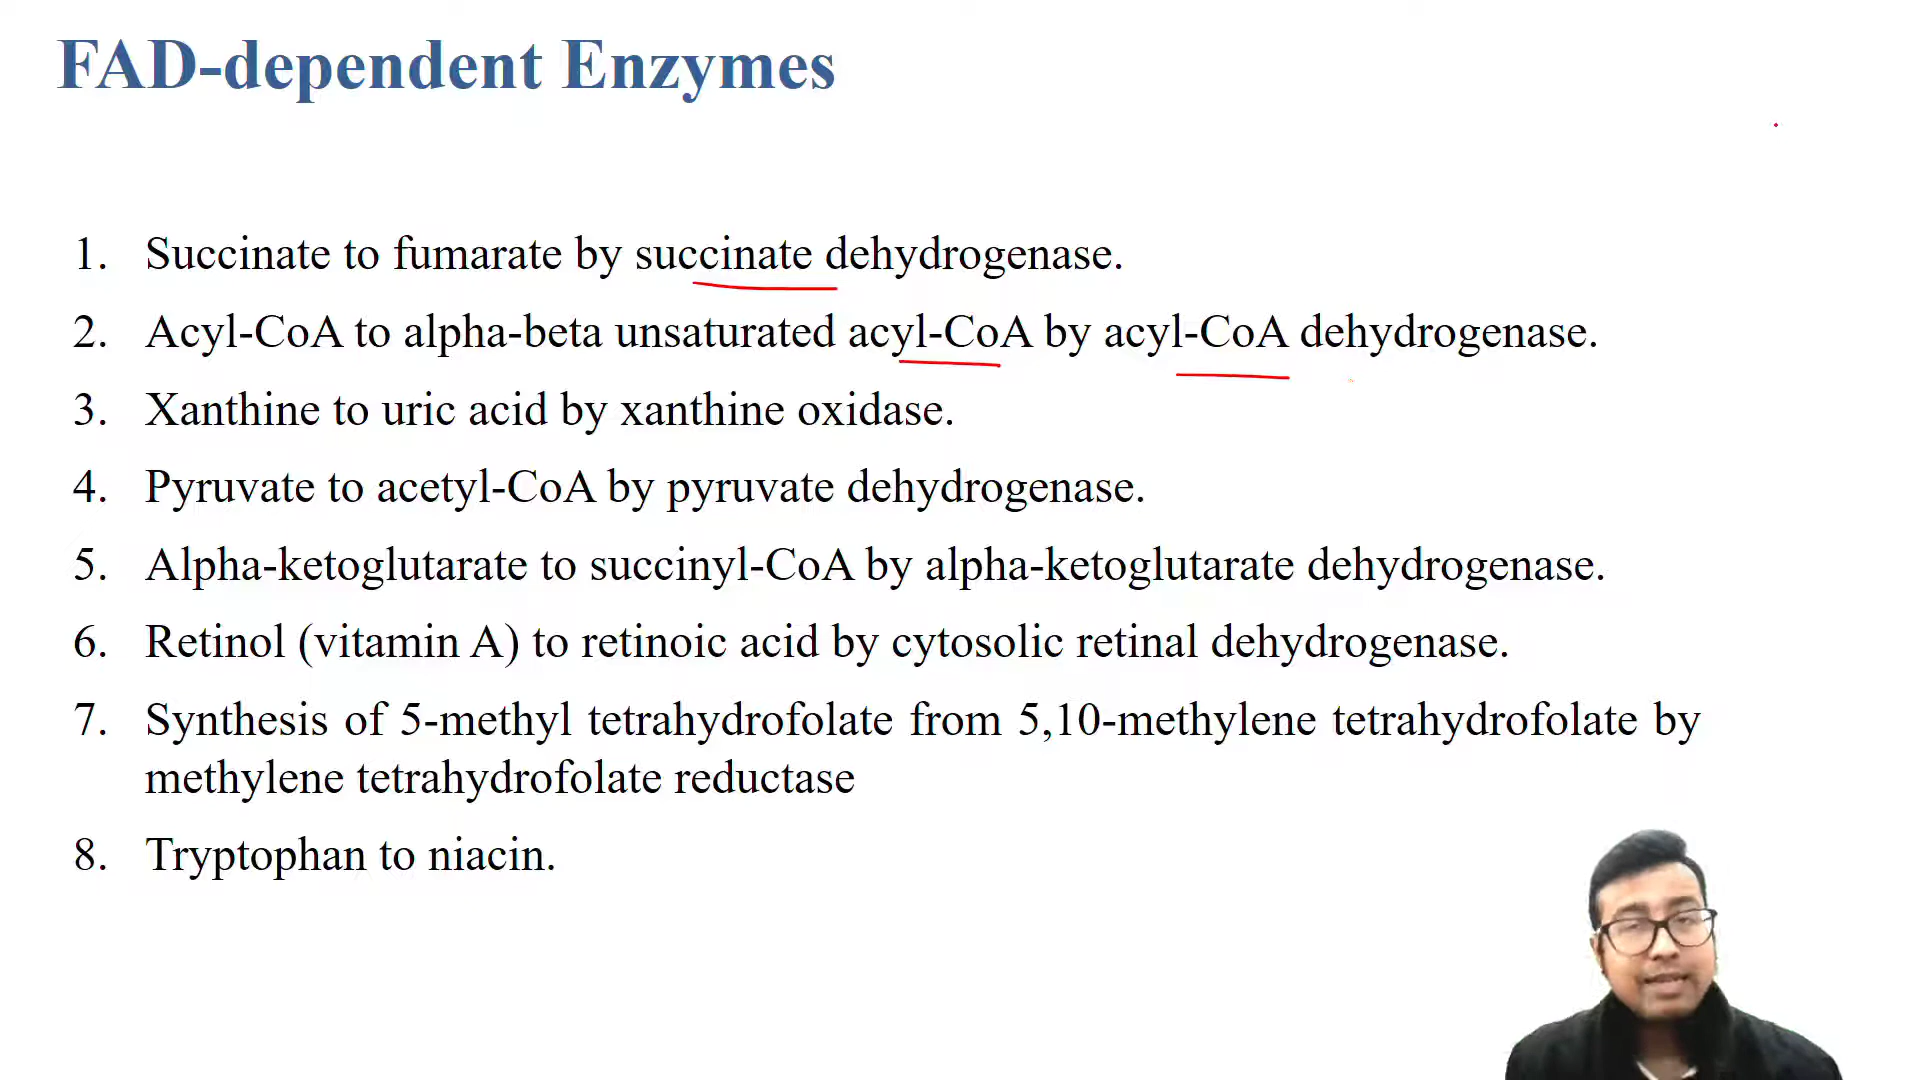 FAD-dependent Enzymes
1. Succinate to fumarate by succinate dehydrogenase.
2. Acyl-CoA to alpha-beta unsaturated acyl-CoA by acyl-CoA dehydrogenase.
3. Xanthine to uric acid by xanthine oxidase.
4. Pyruvate to acetyl-CoA by pyruvate dehydrogenase.
5. Alpha-ketoglutarate to succinyl-CoA by alpha-ketoglutarate dehydrogenase.
6. Retinol (vitamin A) to retinoic acid by cytosolic retinal dehydrogenase.
7. Synthesis of 5-methyl tetrahydrofolate from 5,10-methylene tetrahydrofolate by
methylene tetrahydrofolate reductase
8. Tryptophan to niacin.